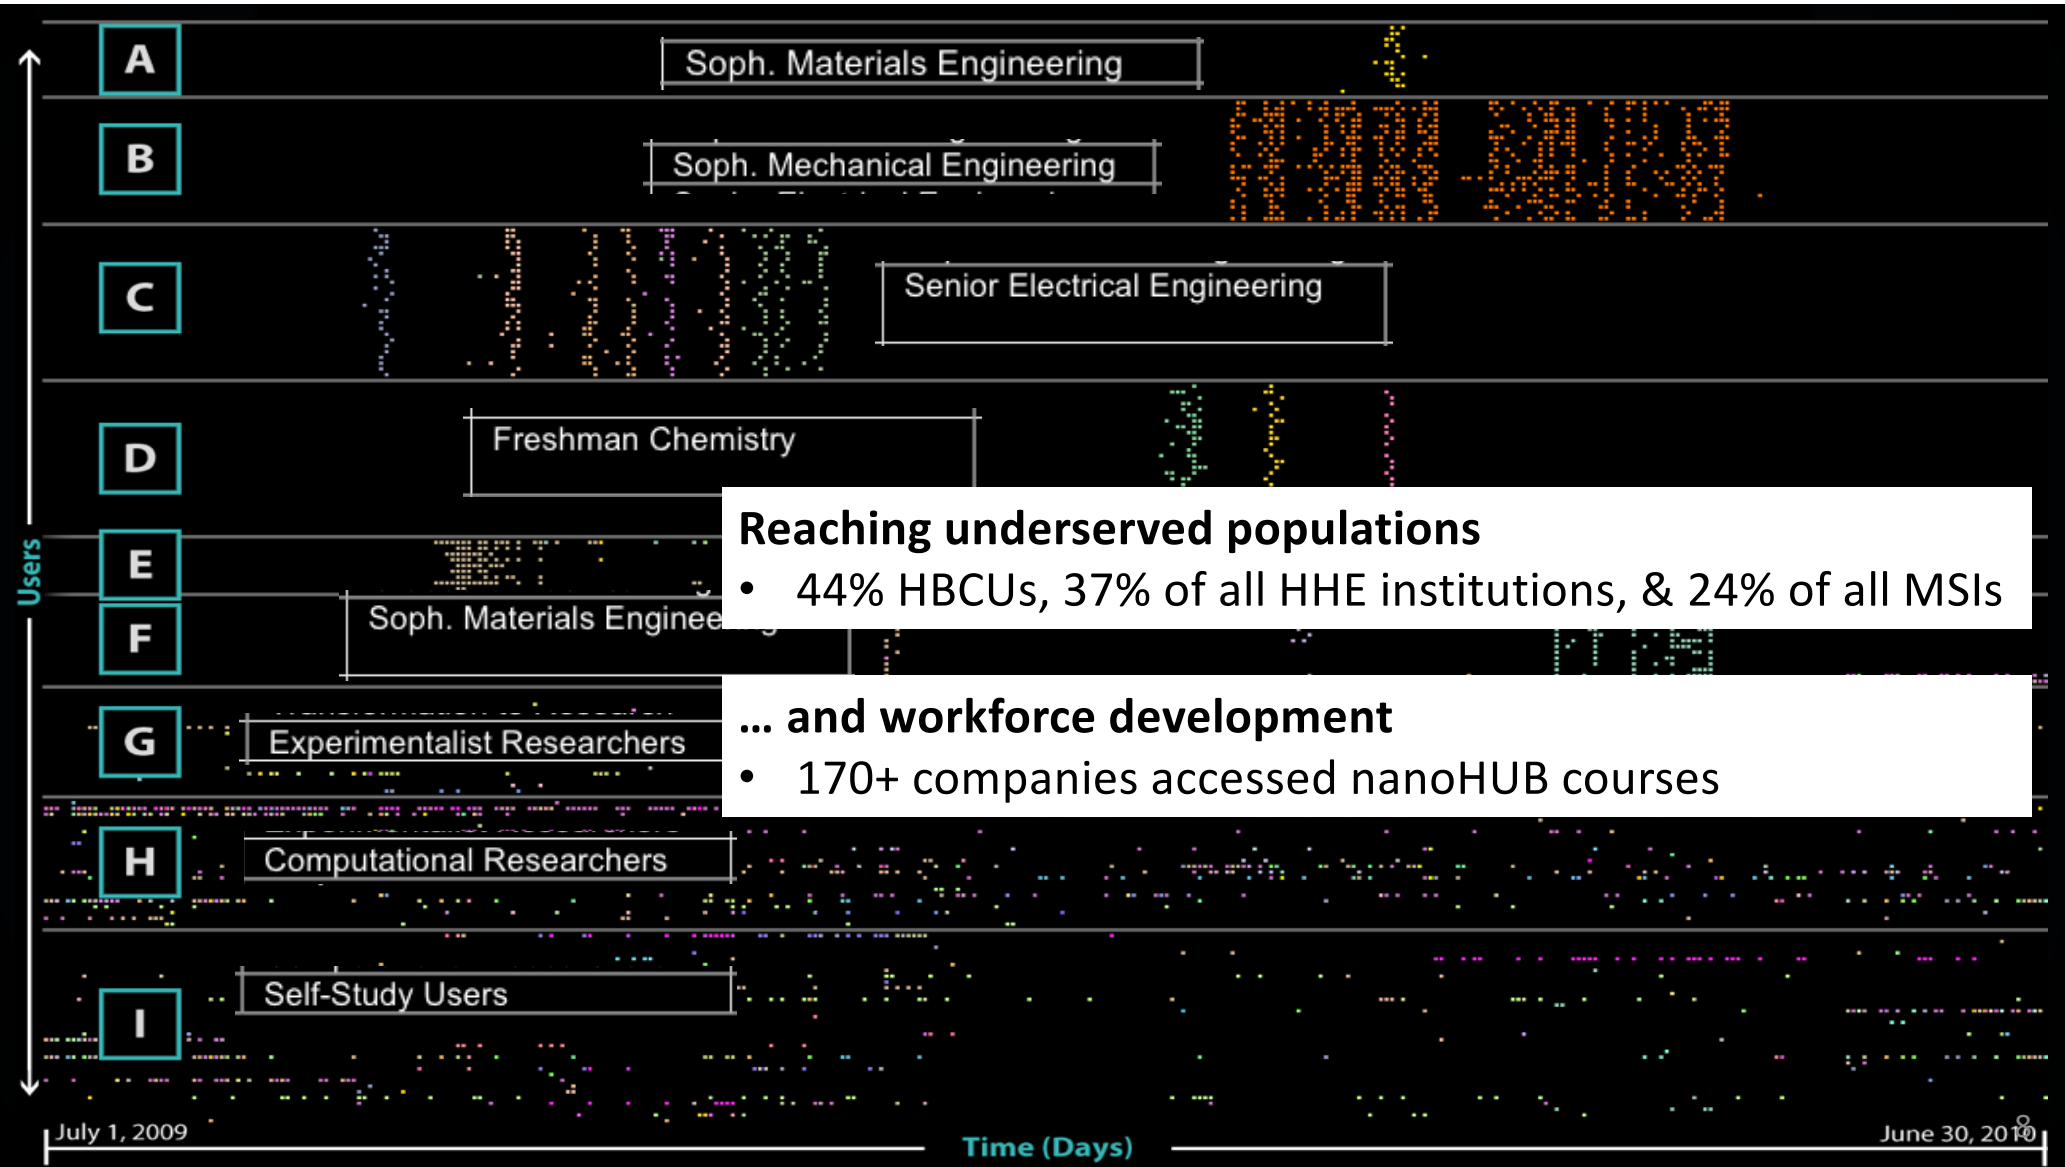 A
Soph. Materials Engineering
B
Soph. Mechanical Engineering
C
Senior Electrical Engineering
D
Freshman Chemistry
Users
E
Reaching underserved populations
• 44% HBCUs, 37% of all HHE institutions, & 24% of all MSIs
F
Soph. Materials Engineering
G
Experimentalist Researchers
… and workforce development
• 170+ companies accessed nanoHUB courses
H
Computational Researchers
I
Self-Study Users
July 1, 2009
Time (Days)
June 30, 2010
8